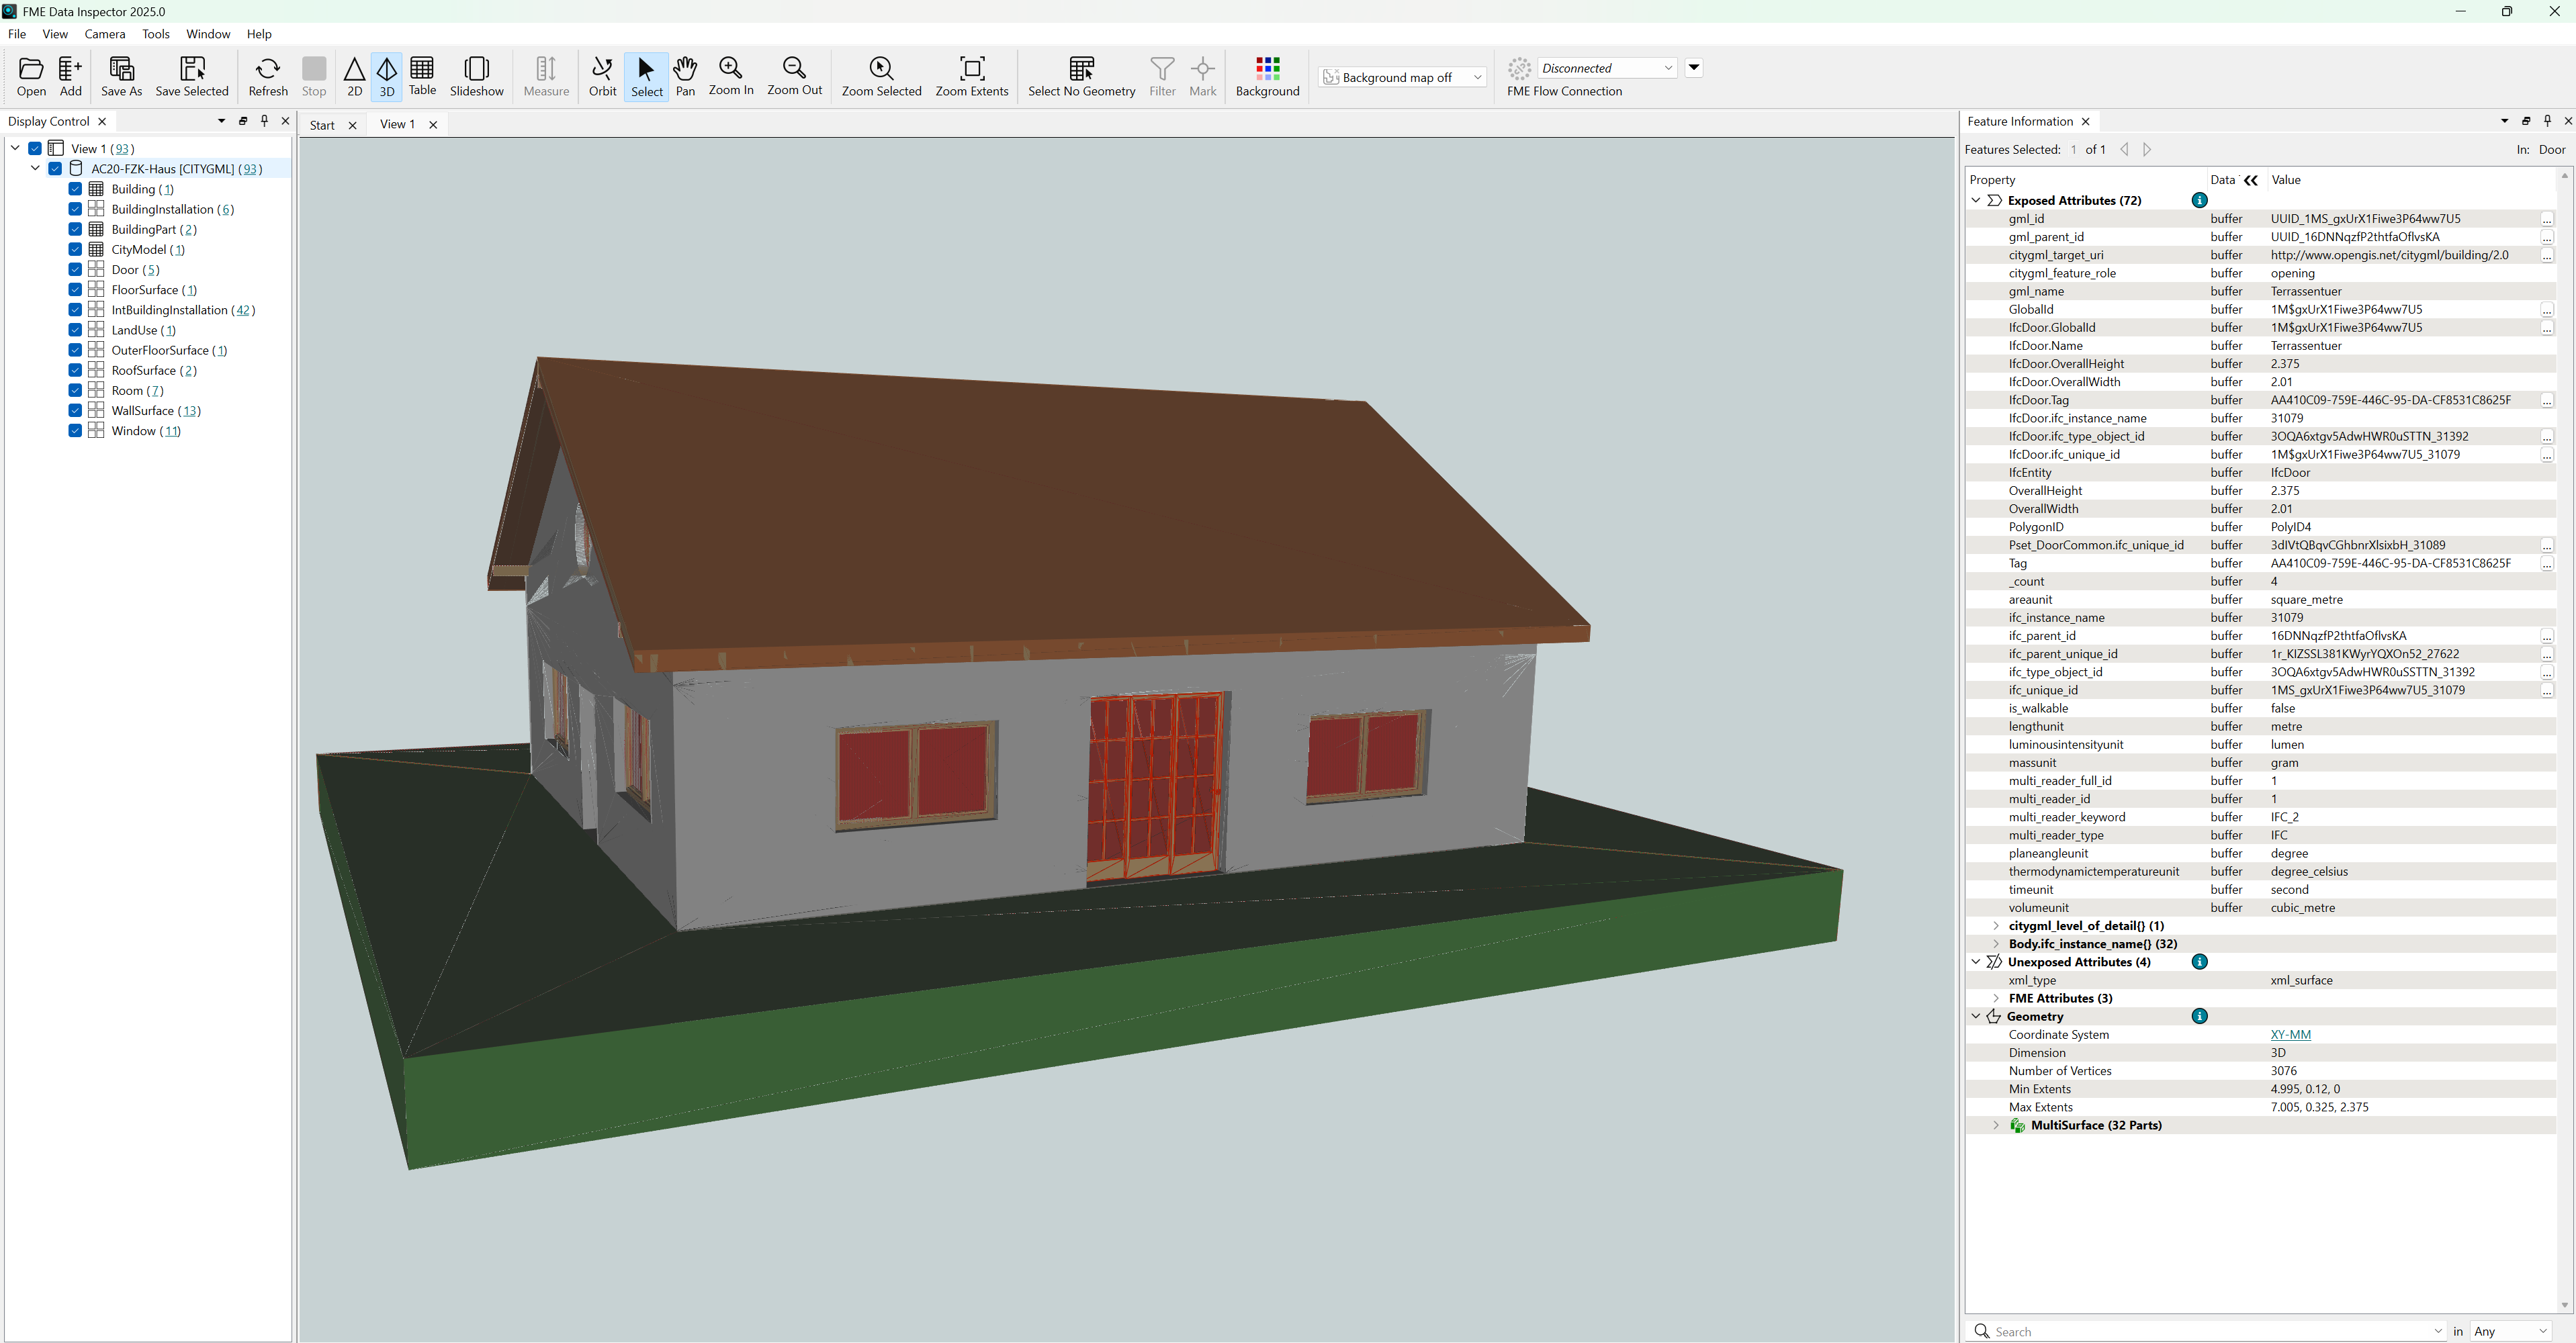 FME Data Inspector 2025.0
File View Camera Tools Window Help
Open Add Save As Save Selected Refresh Stop 2D 3D Table Slideshow Measure Orbit Select Pan Zoom In Zoom Out Zoom Selected Zoom Extents Select No Geometry Filter Mark Background Background map off Disconnected FME Flow Connection
Display Control
View 1 (93)
AC20-FZK-Haus [CITYGML] (93)
Building (1)
BuildingInstallation (6)
BuildingPart (2)
CityModel (1)
Door (5)
FloorSurface (1)
IntBuildingInstallation (42)
LandUse (1)
OuterFloorSurface (1)
RoofSurface (2)
Room (7)
WallSurface (13)
Window (11)
Start View 1
Feature Information
Features Selected: 1 of 1 In: Door
Property Data Value
Exposed Attributes (72)
gml_id buffer UUID_1MS_gxUrX1Fiwe3P64ww7U5 ...
gml_parent_id buffer UUID_16DNNqzfP2thtfaOflvsKA ...
citygml_target_uri buffer http://www.opengis.net/citygml/building/2.0 ...
citygml_feature_role buffer opening
gml_name buffer Terrassentuer
GlobalId buffer 1M$gxUrX1Fiwe3P64ww7U5 ...
IfcDoor.GlobalId buffer 1M$gxUrX1Fiwe3P64ww7U5 ...
IfcDoor.Name buffer Terrassentuer
IfcDoor.OverallHeight buffer 2.375
IfcDoor.OverallWidth buffer 2.01
IfcDoor.Tag buffer AA410C09-759E-446C-95-DA-CF8531C8625F ...
IfcDoor.ifc_instance_name buffer 31079
IfcDoor.ifc_type_object_id buffer 3OQA6xtgv5AdwHWR0uSTTN_31392 ...
IfcDoor.ifc_unique_id buffer 1M$gxUrX1Fiwe3P64ww7U5_31079 ...
IfcEntity buffer IfcDoor
OverallHeight buffer 2.375
OverallWidth buffer 2.01
PolygonID buffer PolyID4
Pset_DoorCommon.ifc_unique_id buffer 3dIVtQBqvCGhbnrXlsixbH_31089 ...
Tag buffer AA410C09-759E-446C-95-DA-CF8531C8625F ...
_count buffer 4
areaunit buffer square_metre
ifc_instance_name buffer 31079
ifc_parent_id buffer 16DNNqzfP2thtfaOflvsKA ...
ifc_parent_unique_id buffer 1r_KIZSSL381KWyrYQXOn52_27622 ...
ifc_type_object_id buffer 3OQA6xtgv5AdwHWR0uSSTTN_31392 ...
ifc_unique_id buffer 1MS_gxUrX1Fiwe3P64ww7U5_31079 ...
is_walkable buffer false
lengthunit buffer metre
luminousintensityunit buffer lumen
massunit buffer gram
multi_reader_full_id buffer 1
multi_reader_id buffer 1
multi_reader_keyword buffer IFC_2
multi_reader_type buffer IFC
planeangleunit buffer degree
thermodynamictemperatureunit buffer degree_celsius
timeunit buffer second
volumeunit buffer cubic_metre
citygml_level_of_detail{} (1)
Body.ifc_instance_name{} (32)
Unexposed Attributes (4)
xml_type xml_surface
FME Attributes (3)
Geometry
Coordinate System XY-MM
Dimension 3D
Number of Vertices 3076
Min Extents 4.995, 0.12, 0
Max Extents 7.005, 0.325, 2.375
MultiSurface (32 Parts)
Search in Any